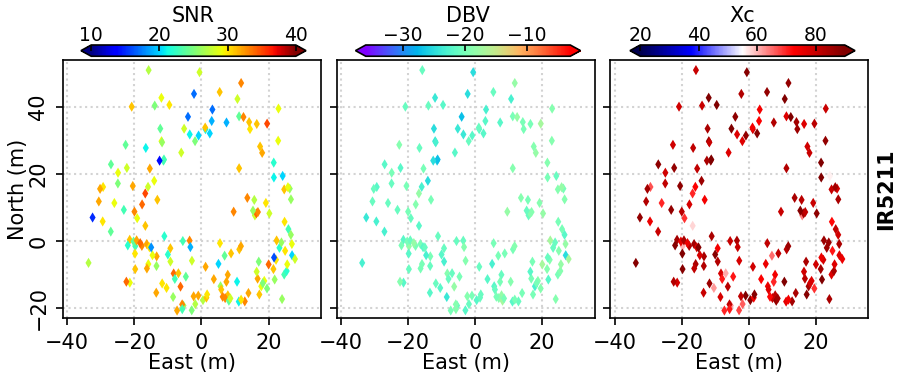 SNR DBV Xc
10 20 30 40 −30 −20 −10 20 40 60 80
North (m)
40
20
0
−20
−40 −20 0 20 −40 −20 0 20 −40 −20 0 20
East (m) East (m) East (m)
IR5211